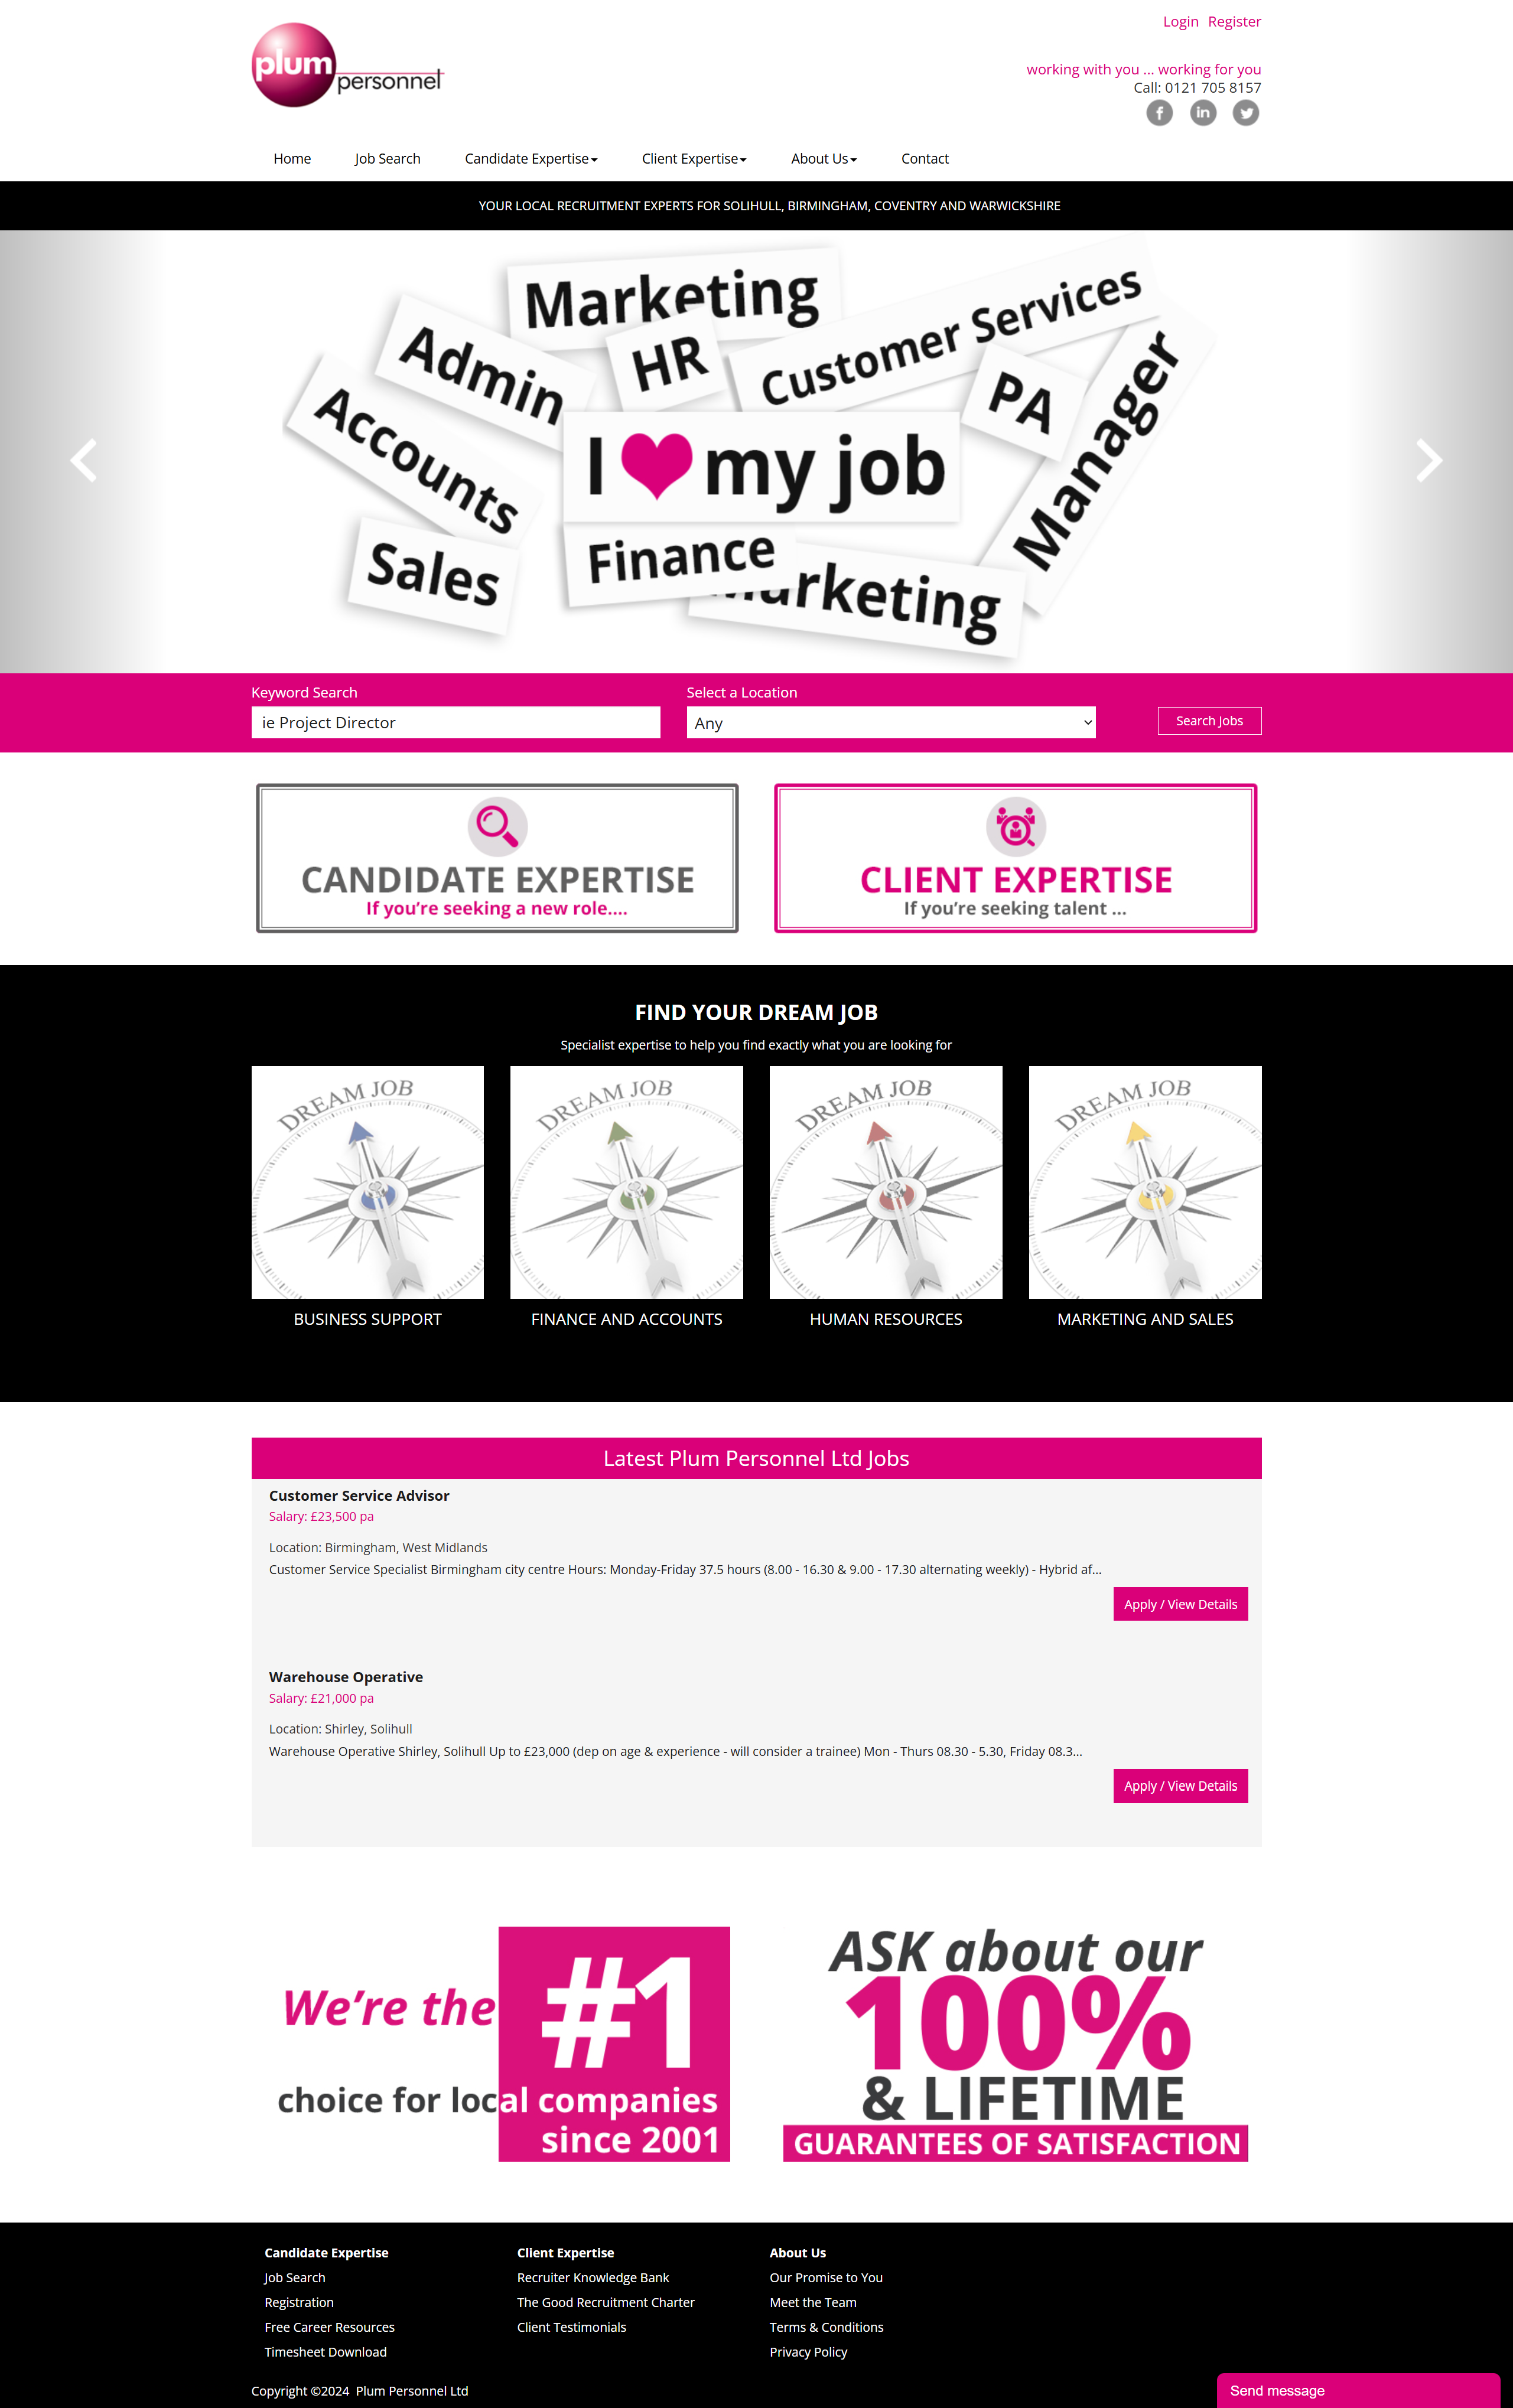 Login Register
plum
personnel
working with you ... working for you
Call: 0121 705 8157
f in
Home Job Search Candidate Expertise Client Expertise About Us Contact
YOUR LOCAL RECRUITMENT EXPERTS FOR SOLIHULL, BIRMINGHAM, COVENTRY AND WARWICKSHIRE
Marketing
Customer Services
Admin
HR
PA
Manager
Accounts
I my job
Sales
Finance
rketing
Keyword Search Select a Location
ie Project Director Any Search Jobs
CANDIDATE EXPERTISE
If you're seeking a new role....
CLIENT EXPERTISE
If you're seeking talent ...
FIND YOUR DREAM JOB
Specialist expertise to help you find exactly what you are looking for
DREAM JOB DREAM JOB DREAM JOB DREAM JOB
BUSINESS SUPPORT FINANCE AND ACCOUNTS HUMAN RESOURCES MARKETING AND SALES
Latest Plum Personnel Ltd Jobs
Customer Service Advisor
Salary: £23,500 pa
Location: Birmingham, West Midlands
Customer Service Specialist Birmingham city centre Hours: Monday-Friday 37.5 hours (8.00 - 16.30 & 9.00 - 17.30 alternating weekly) - Hybrid af...
Apply / View Details
Warehouse Operative
Salary: £21,000 pa
Location: Shirley, Solihull
Warehouse Operative Shirley, Solihull Up to £23,000 (dep on age & experience - will consider a trainee) Mon - Thurs 08.30 - 5.30, Friday 08.3...
Apply / View Details
We're the #1
choice for local companies
since 2001
ASK about our
100%
& LIFETIME
GUARANTEES OF SATISFACTION
Candidate Expertise
Job Search
Registration
Free Career Resources
Timesheet Download
Client Expertise
Recruiter Knowledge Bank
The Good Recruitment Charter
Client Testimonials
About Us
Our Promise to You
Meet the Team
Terms & Conditions
Privacy Policy
Copyright ©2024 Plum Personnel Ltd
Send message